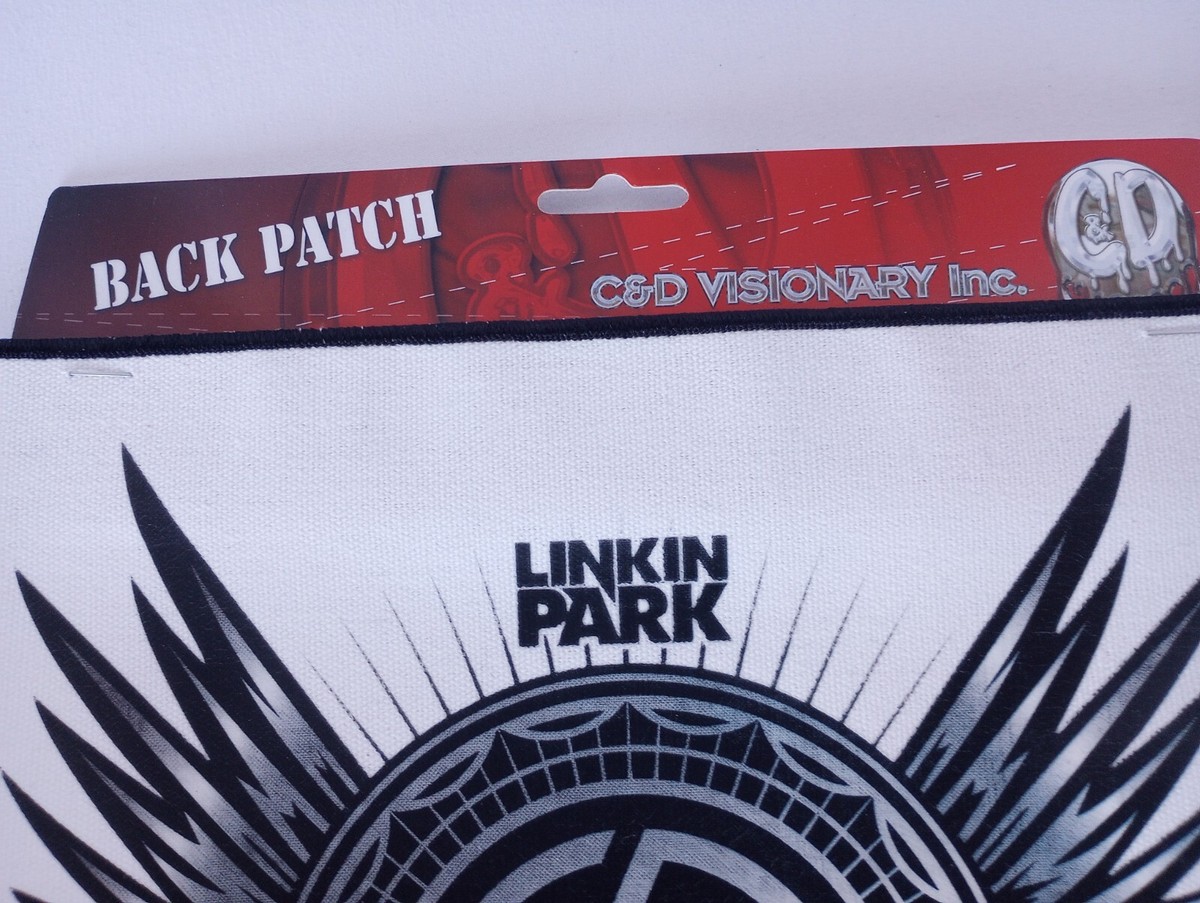 BACK PATCH
C&D VISIONARY Inc.
C&D
LINKIN
PARK